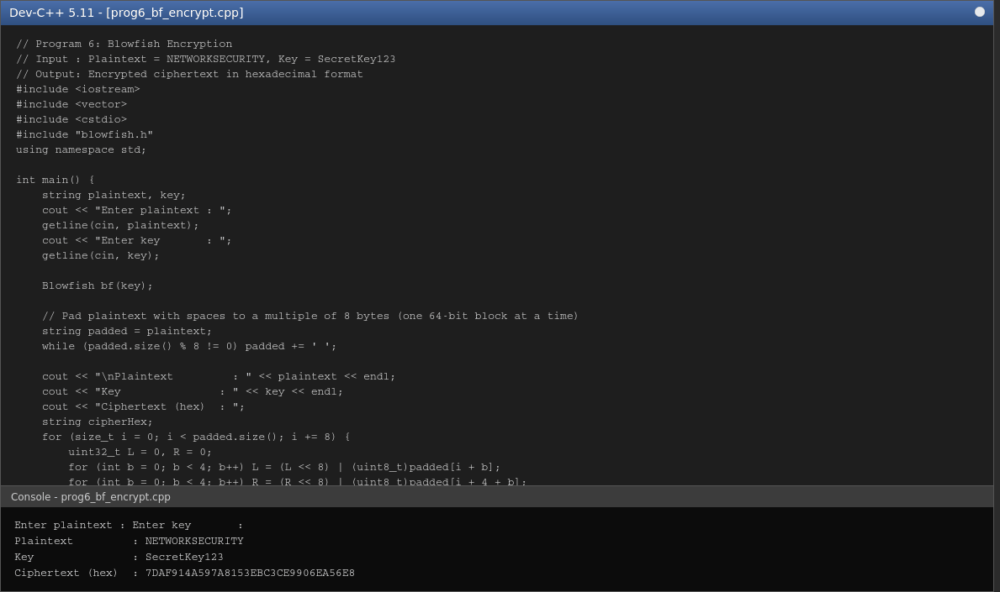 Dev-C++ 5.11 - [prog6_bf_encrypt.cpp]
// Program 6: Blowfish Encryption
// Input : Plaintext = NETWORKSECURITY, Key = SecretKey123
// Output: Encrypted ciphertext in hexadecimal format
#include <iostream>
#include <vector>
#include <cstdio>
#include "blowfish.h"
using namespace std;

int main() {
    string plaintext, key;
    cout << "Enter plaintext : ";
    getline(cin, plaintext);
    cout << "Enter key       : ";
    getline(cin, key);

    Blowfish bf(key);

    // Pad plaintext with spaces to a multiple of 8 bytes (one 64-bit block at a time)
    string padded = plaintext;
    while (padded.size() % 8 != 0) padded += ' ';

    cout << "\nPlaintext         : " << plaintext << endl;
    cout << "Key               : " << key << endl;
    cout << "Ciphertext (hex)  : ";
    string cipherHex;
    for (size_t i = 0; i < padded.size(); i += 8) {
        uint32_t L = 0, R = 0;
        for (int b = 0; b < 4; b++) L = (L << 8) | (uint8_t)padded[i + b];
        for (int b = 0; b < 4; b++) R = (R << 8) | (uint8_t)padded[i + 4 + b];
Console - prog6_bf_encrypt.cpp
Enter plaintext : Enter key       :
Plaintext         : NETWORKSECURITY
Key               : SecretKey123
Ciphertext (hex)  : 7DAF914A597A8153EBC3CE9906EA56E8